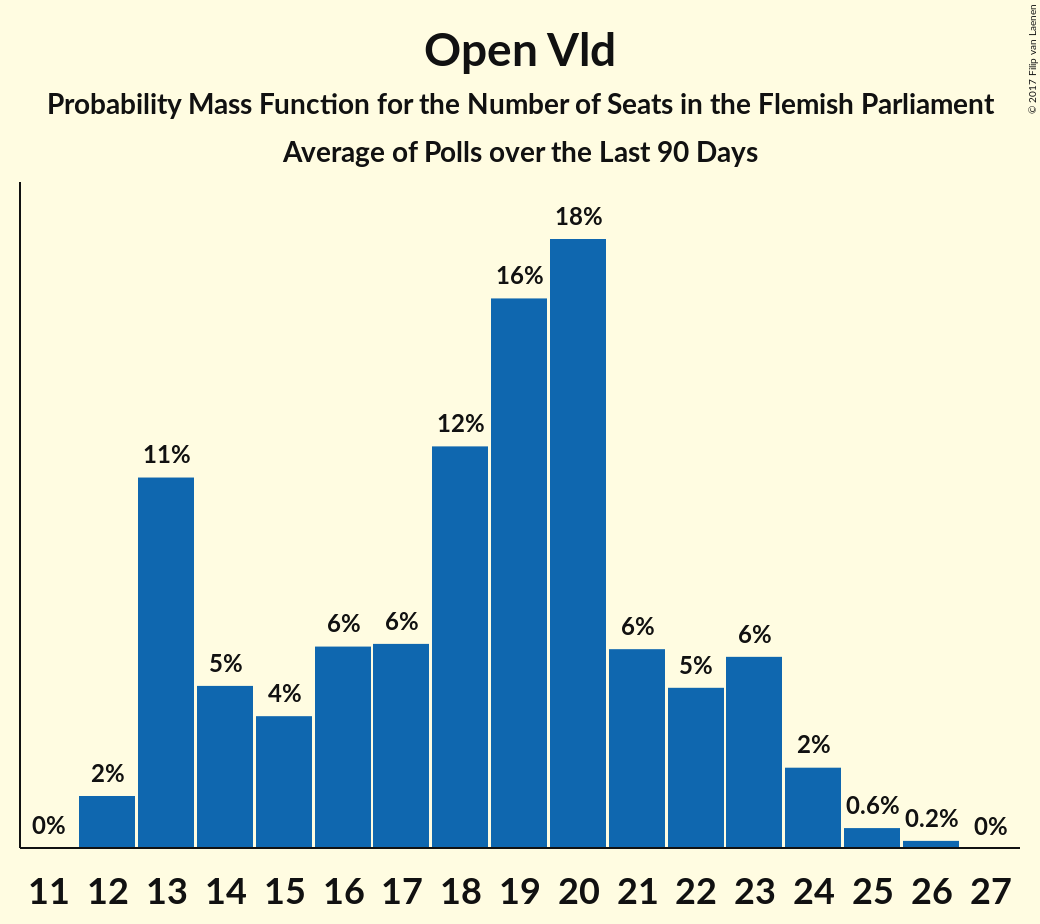 Open Vld
Probability Mass Function for the Number of Seats in the Flemish Parliament
Average of Polls over the Last 90 Days
© 2017 Filip van Laenen
0% 2% 11% 5% 4% 6% 6% 12% 16% 18% 6% 5% 6% 2% 0.6% 0.2% 0%
11 12 13 14 15 16 17 18 19 20 21 22 23 24 25 26 27